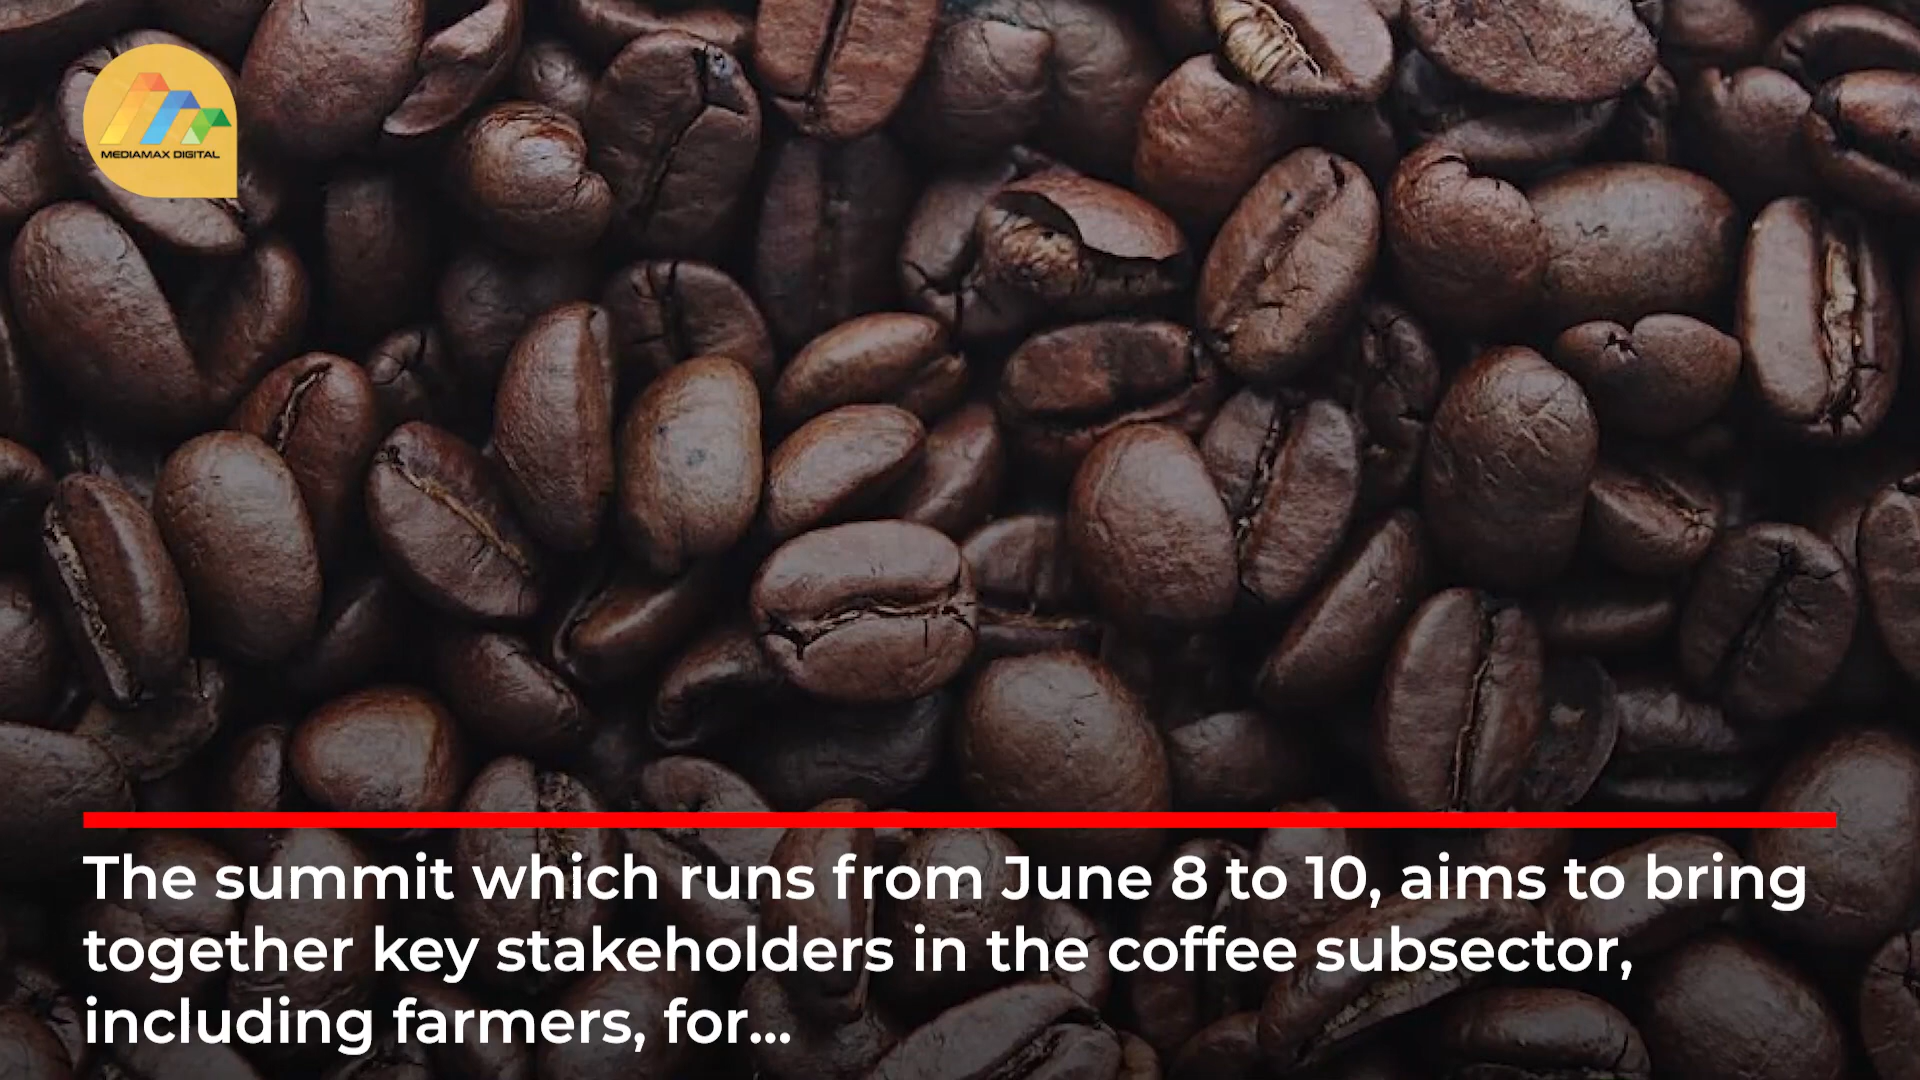 MEDIAMAX DIGITAL
The summit which runs from June 8 to 10, aims to bring
together key stakeholders in the coffee subsector,
including farmers, for...